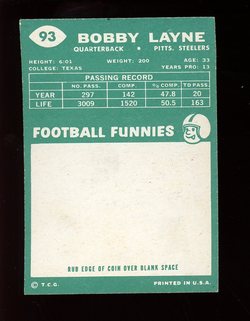 93 BOBBY LAYNE
QUARTERBACK • PITTS. STEELERS
HEIGHT: 6:01 WEIGHT: 200 AGE: 33
COLLEGE: TEXAS YEARS PRO: 13
PASSING RECORD
NO. PASS. COMP. % COMP. TD PASS.
YEAR 297 142 47.8 20
LIFE 3009 1520 50.5 163
FOOTBALL FUNNIES
RUB EDGE OF COIN OVER BLANK SPACE
© T.C.G. PRINTED IN U.S.A.